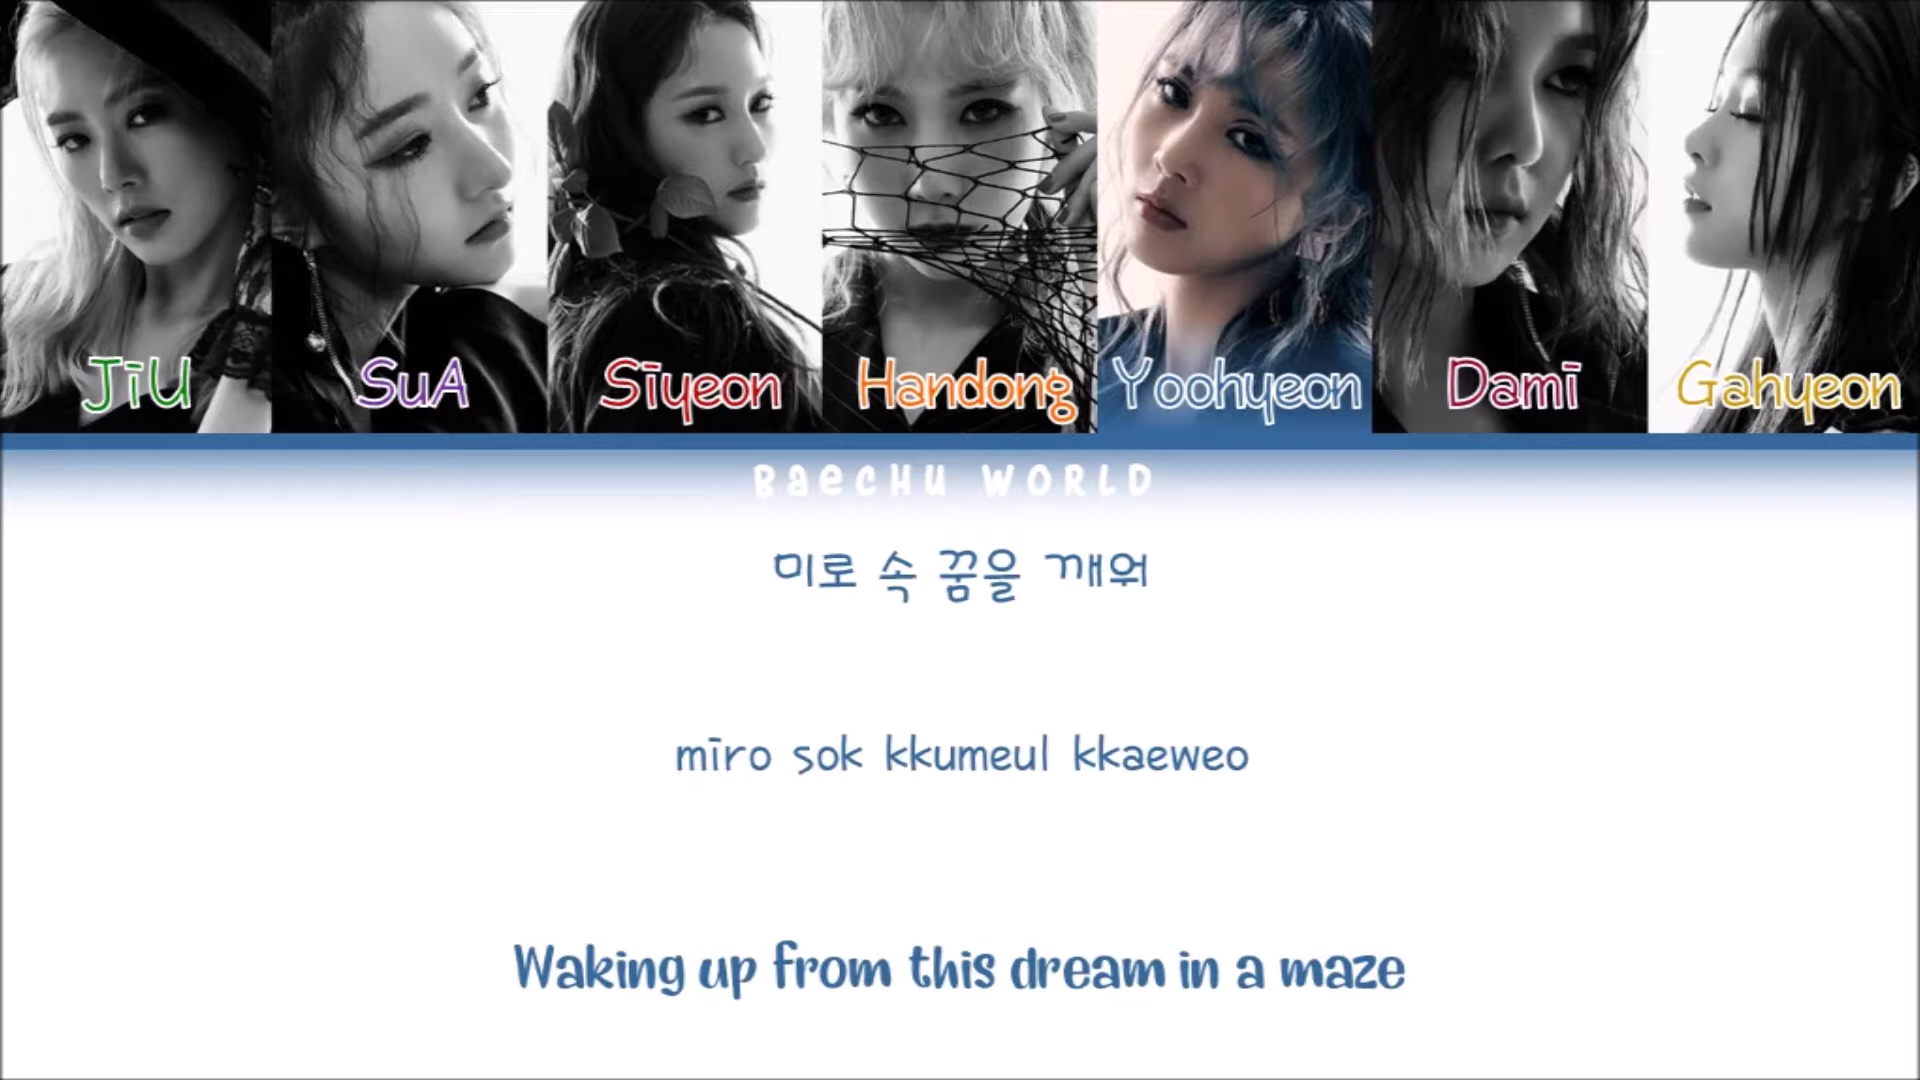 JiU SuA Siyeon Handong Yoohyeon Dami Gahyeon
BaeCHU WORLD
미로 속 꿈을 깨워
miro sok kkumeul kkaeweo
Waking up from this dream in a maze